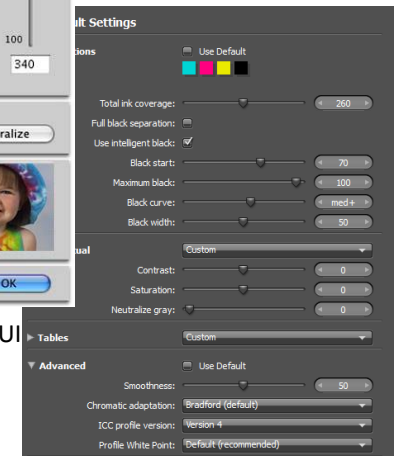 ult Settings
100
340
ions
Use Default
Total ink coverage: 260
Full black separation:
Use intelligent black:
ralize
Black start: 70
Maximum black: 100
Black curve: med+
Black width: 50
ual
Custom
Contrast: 0
OK
Saturation: 0
Neutralize gray: 0
UI
Tables
Custom
Advanced
Use Default
Smoothness: 50
Chromatic adaptation: Bradford (default)
ICC profile version: Version 4
Profile White Point: Default (recommended)